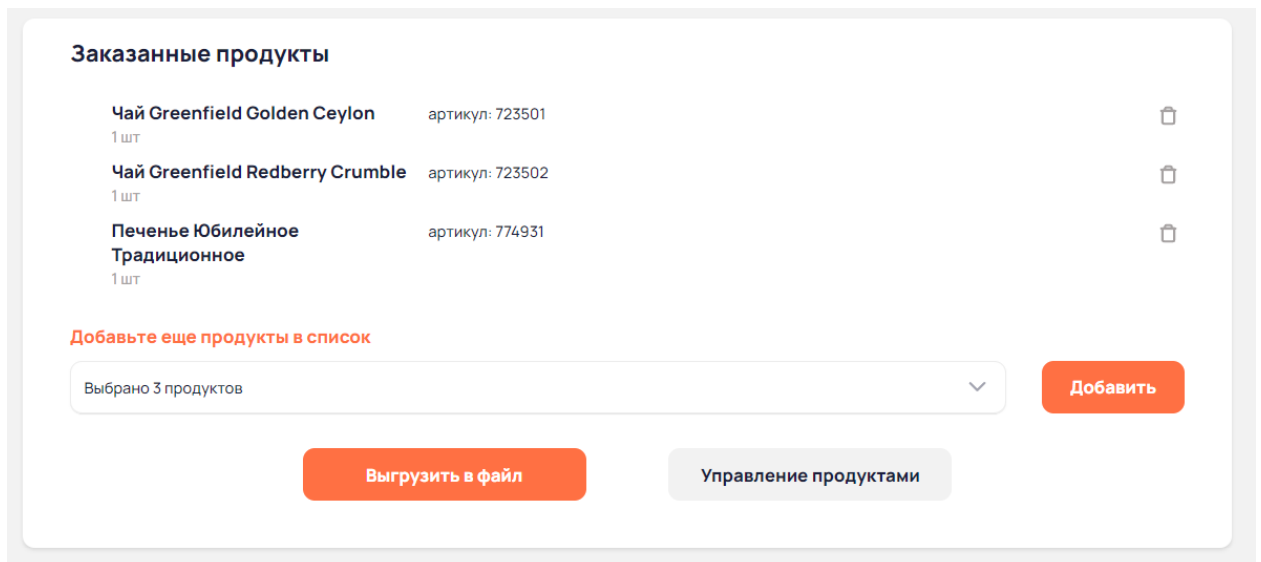 Заказанные продукты
Чай Greenfield Golden Ceylon артикул: 723501
1 шт
Чай Greenfield Redberry Crumble артикул: 723502
1 шт
Печенье Юбилейное артикул: 774931
Традиционное
1 шт
Добавьте еще продукты в список
Выбрано 3 продуктов Добавить
Выгрузить в файл Управление продуктами